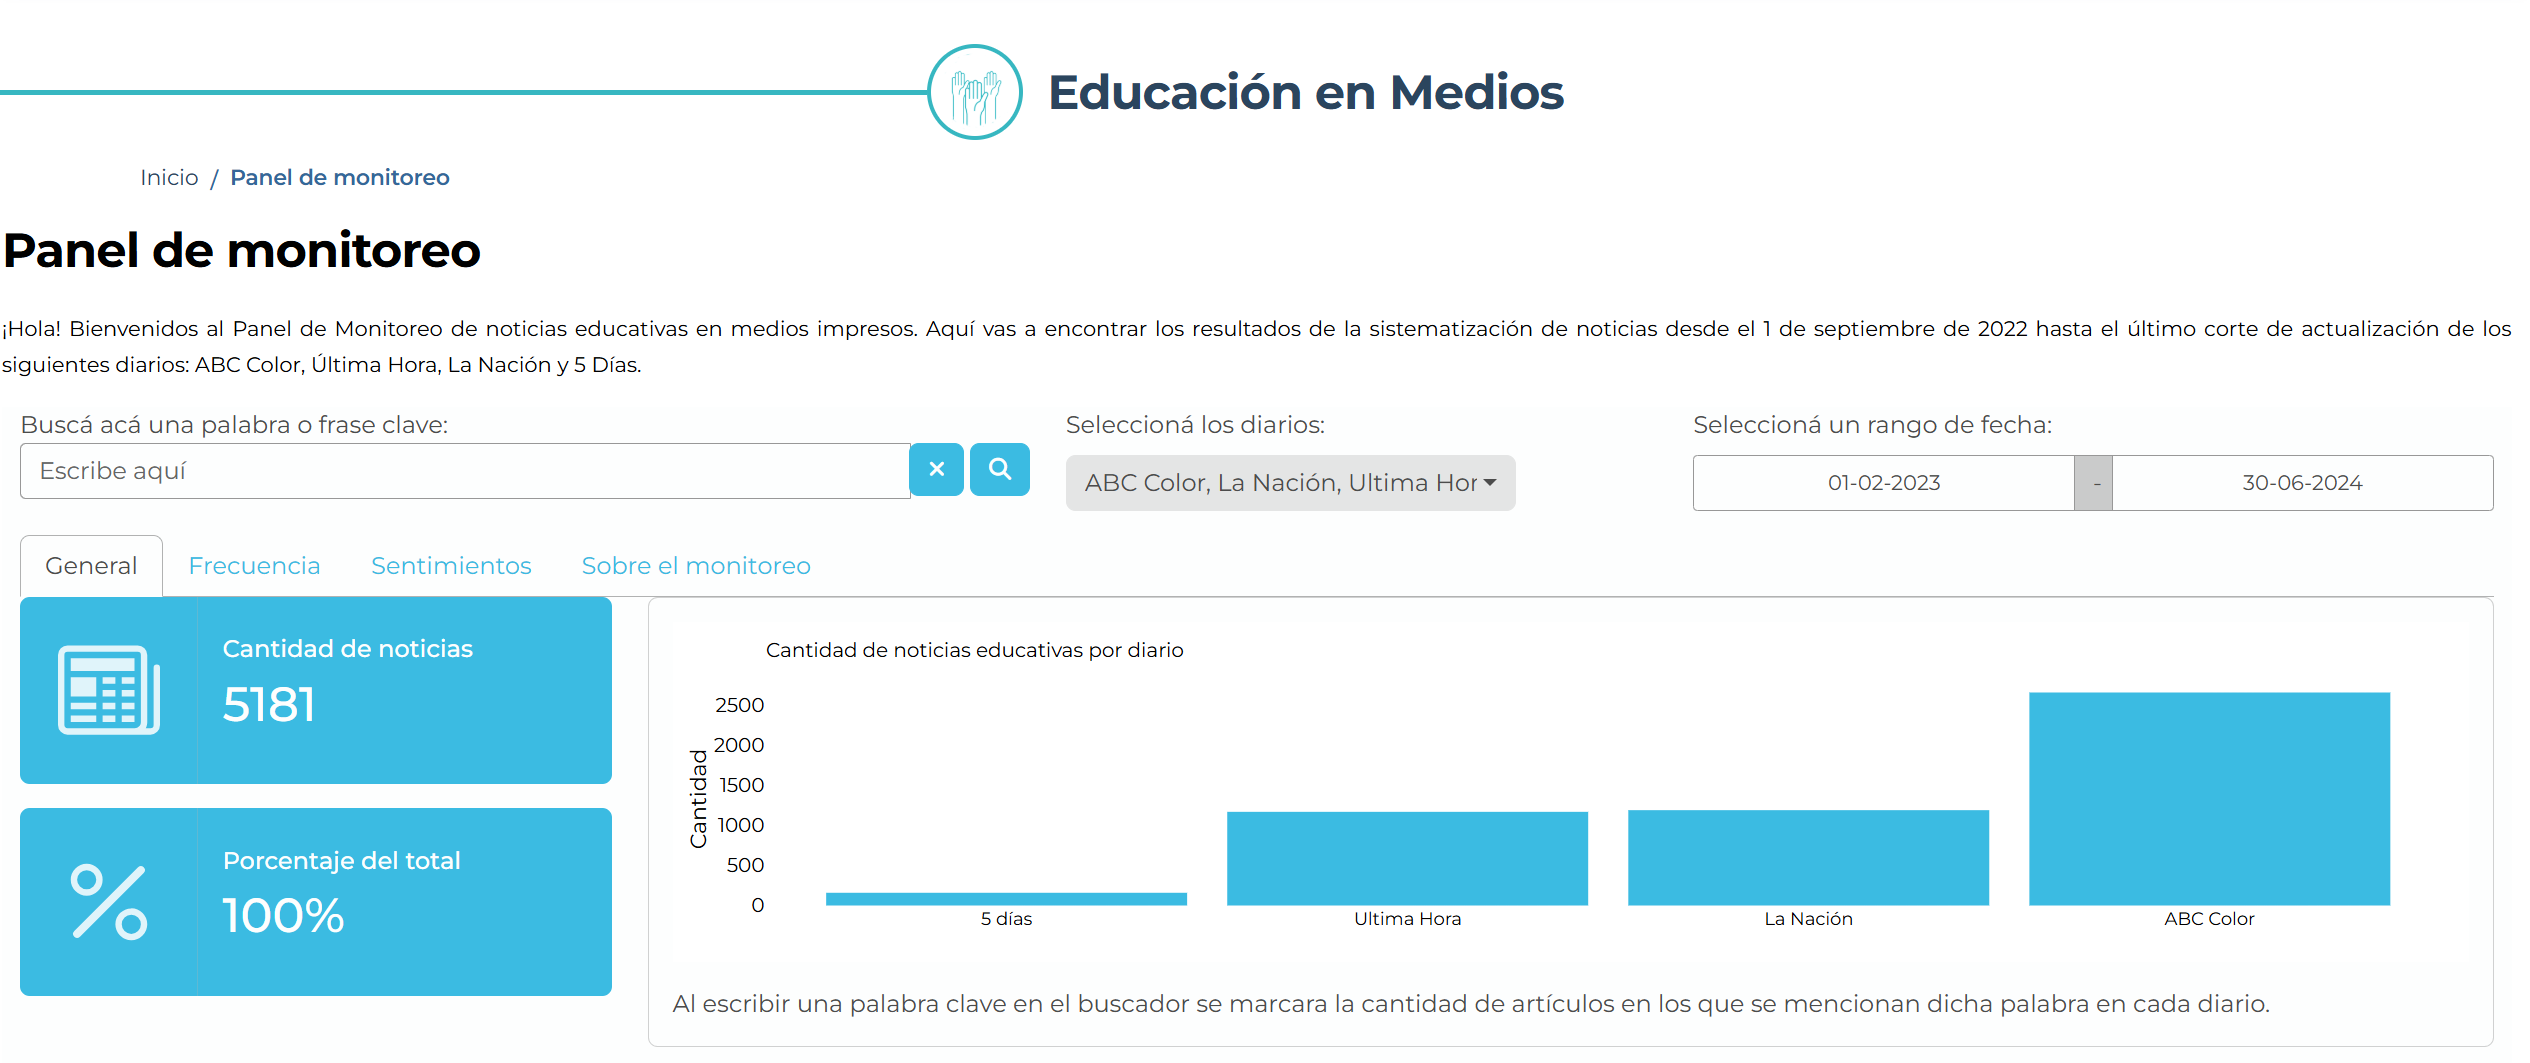 Educación en Medios
Inicio / Panel de monitoreo
Panel de monitoreo
¡Hola! Bienvenidos al Panel de Monitoreo de noticias educativas en medios impresos. Aquí vas a encontrar los resultados de la sistematización de noticias desde el 1 de septiembre de 2022 hasta el último corte de actualización de los
siguientes diarios: ABC Color, Última Hora, La Nación y 5 Días.
Buscá acá una palabra o frase clave:
Escribe aquí
Seleccioná los diarios:
ABC Color, La Nación, Ultima Hor
Seleccioná un rango de fecha:
01-02-2023 - 30-06-2024
General Frecuencia Sentimientos Sobre el monitoreo
Cantidad de noticias
5181
Porcentaje del total
100%
Cantidad de noticias educativas por diario
Cantidad
2500
2000
1500
1000
500
0
5 días Ultima Hora La Nación ABC Color
Al escribir una palabra clave en el buscador se marcara la cantidad de artículos en los que se mencionan dicha palabra en cada diario.